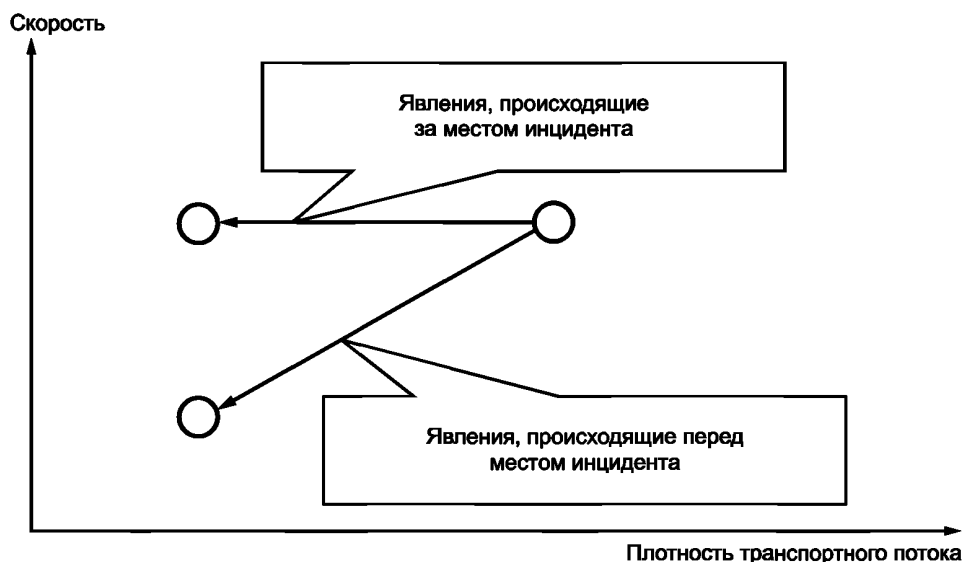 Скорость
Явления, происходящие
за местом инцидента
Явления, происходящие перед
местом инцидента
Плотность транспортного потока